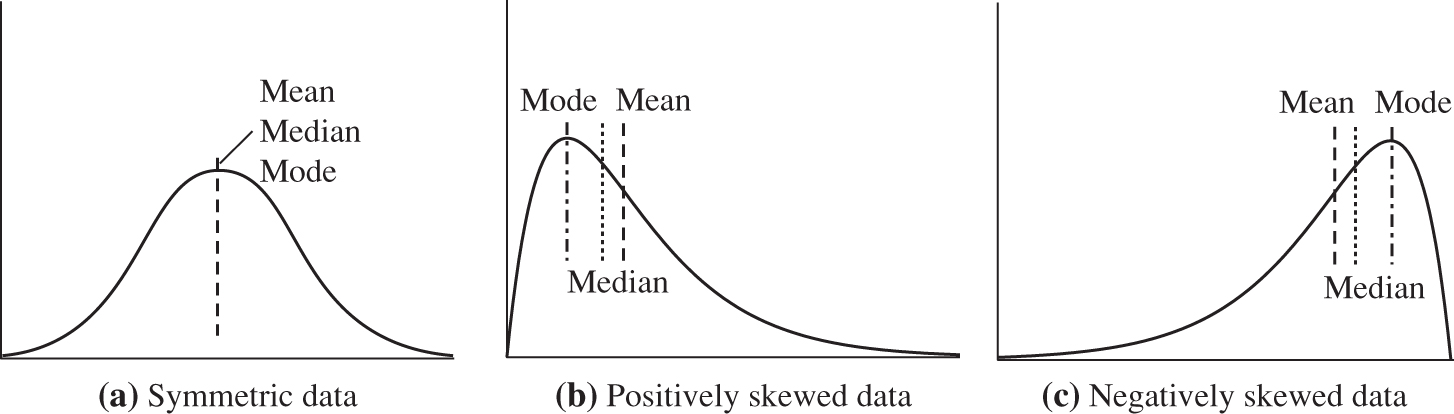 Mean
Median
Mode
(a) Symmetric data
Mode Mean
Median
(b) Positively skewed data
Mean Mode
Median
(c) Negatively skewed data